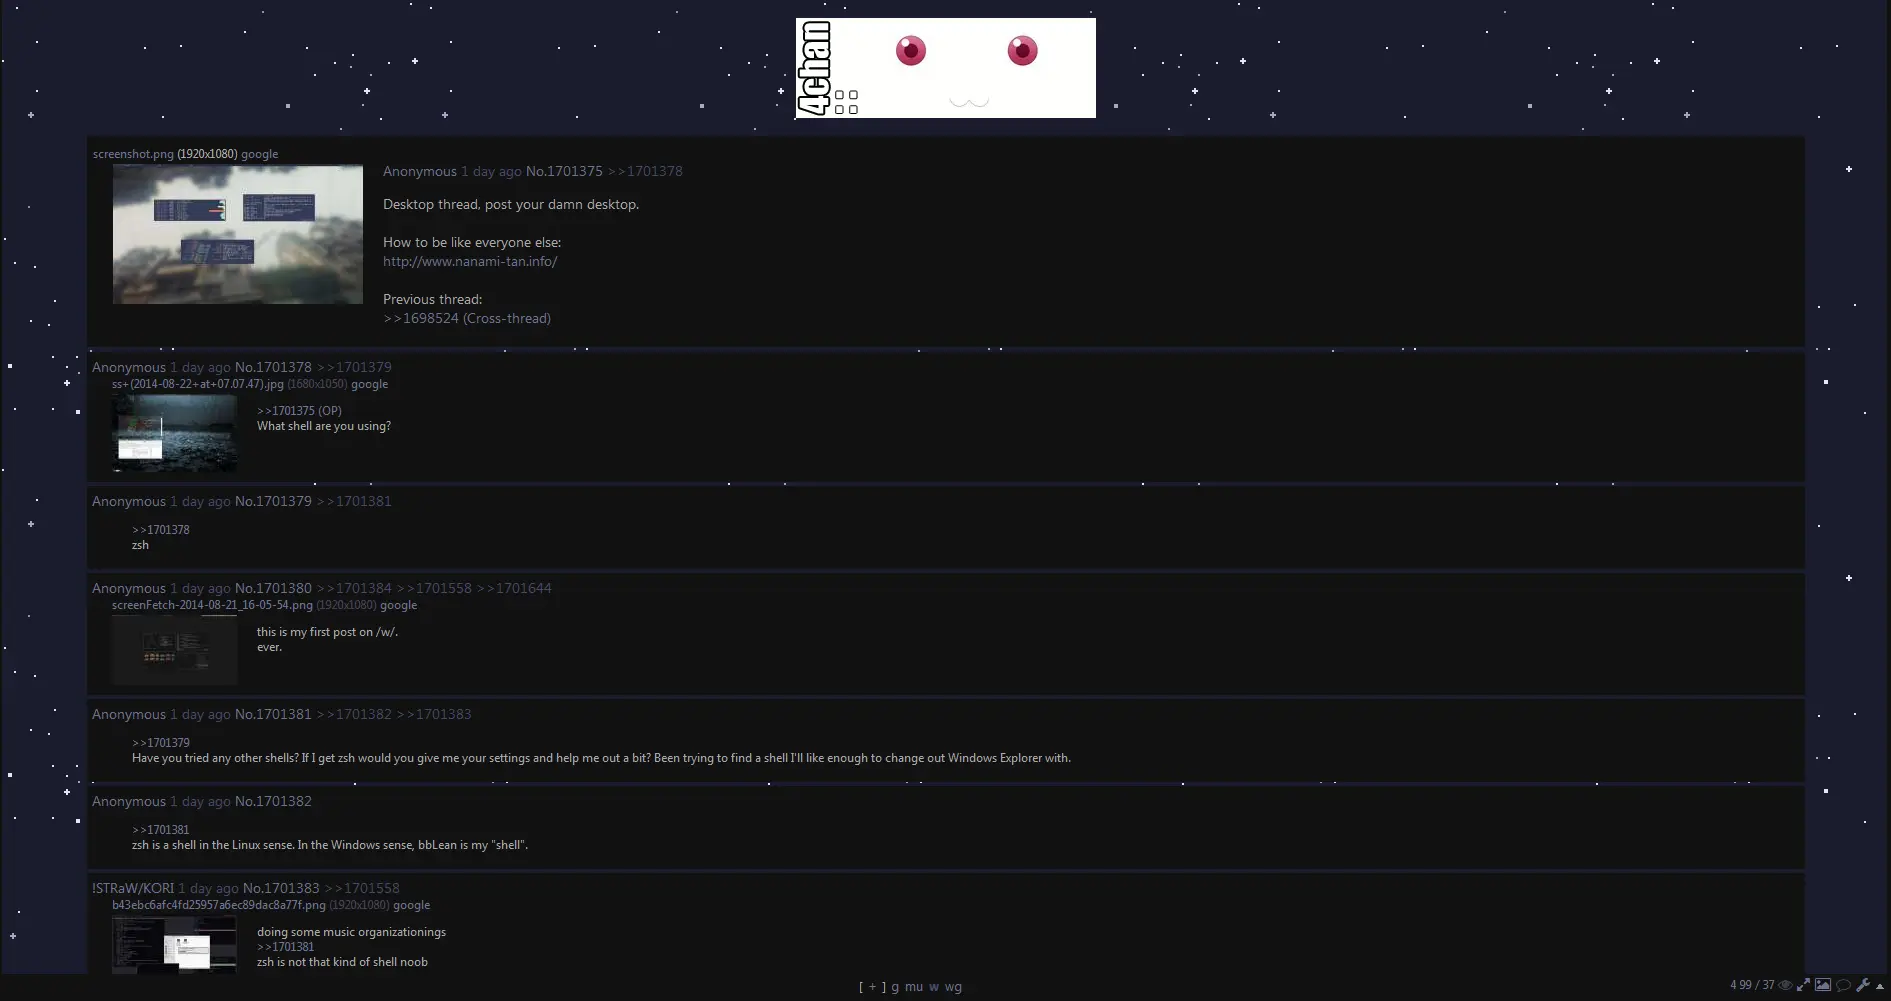 4chan
screenshot.png (1920x1080) google
Anonymous 1 day ago No.1701375 >>1701378
Desktop thread, post your damn desktop.
How to be like everyone else:
http://www.nanami-tan.info/
Previous thread:
>>1698524 (Cross-thread)
Anonymous 1 day ago No.1701378 >>1701379
ss+(2014-08-22+at+07.07.47).jpg (1680x1050) google
>>1701375 (OP)
What shell are you using?
Anonymous 1 day ago No.1701379 >>1701381
>>1701378
zsh
Anonymous 1 day ago No.1701380 >>1701384 >>1701558 >>1701644
screenFetch-2014-08-21_16-05-54.png (1920x1080) google
this is my first post on /w/.
ever.
Anonymous 1 day ago No.1701381 >>1701382 >>1701383
>>1701379
Have you tried any other shells? If I get zsh would you give me your settings and help me out a bit? Been trying to find a shell I'll like enough to change out Windows Explorer with.
Anonymous 1 day ago No.1701382
>>1701381
zsh is a shell in the Linux sense. In the Windows sense, bbLean is my "shell".
!STRaW/KORI 1 day ago No.1701383 >>1701558
b43ebc6afc4fd25957a6ec89dac8a77f.png (1920x1080) google
doing some music organizationings
>>1701381
zsh is not that kind of shell noob
[ + ] g mu w wg
4 99 / 37